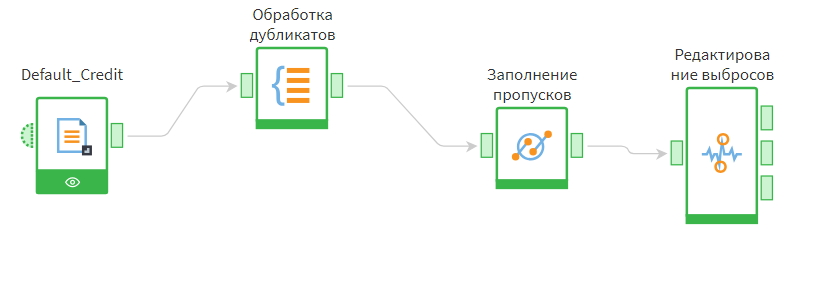 Default_Credit
Обработка
дубликатов
Заполнение
пропусков
Редактирова
ние выбросов